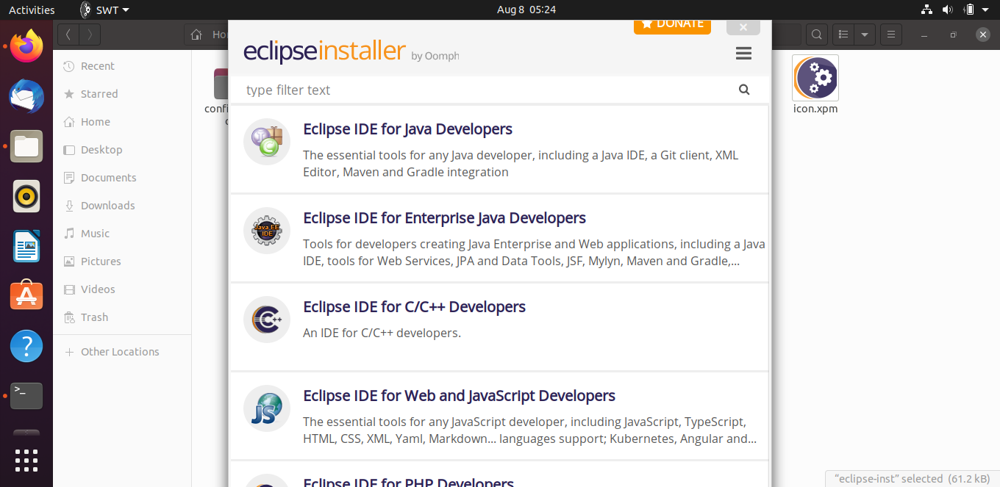 Activities
SWT
Aug 8 05:24
DONATE
eclipseinstaller by Oomph
type filter text
Recent
Starred
Home
Desktop
Documents
Downloads
Music
Pictures
Videos
Trash
Other Locations
Eclipse IDE for Java Developers
The essential tools for any Java developer, including a Java IDE, a Git client, XML
Editor, Maven and Gradle integration
Java EE
IDE
Eclipse IDE for Enterprise Java Developers
Tools for developers creating Java Enterprise and Web applications, including a Java
IDE, tools for Web Services, JPA and Data Tools, JSF, Mylyn, Maven and Gradle,...
Eclipse IDE for C/C++ Developers
An IDE for C/C++ developers.
JS
Eclipse IDE for Web and JavaScript Developers
The essential tools for any JavaScript developer, including JavaScript, TypeScript,
HTML, CSS, XML, Yaml, Markdown... languages support; Kubernetes, Angular and...
Eclipse IDE for PHP Developers
icon.xpm
“eclipse-inst” selected (61.2 kB)